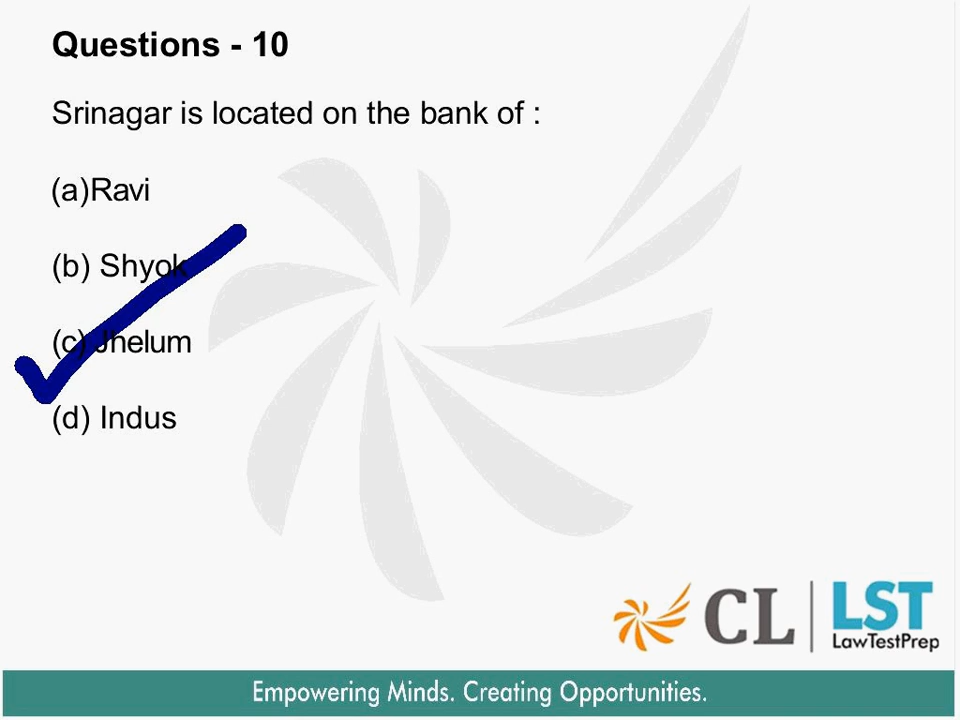 Questions - 10
Srinagar is located on the bank of :
(a)Ravi
(b) Shyok
(c) Jhelum
(d) Indus
CL
LST
LawTestPrep
Empowering Minds. Creating Opportunities.